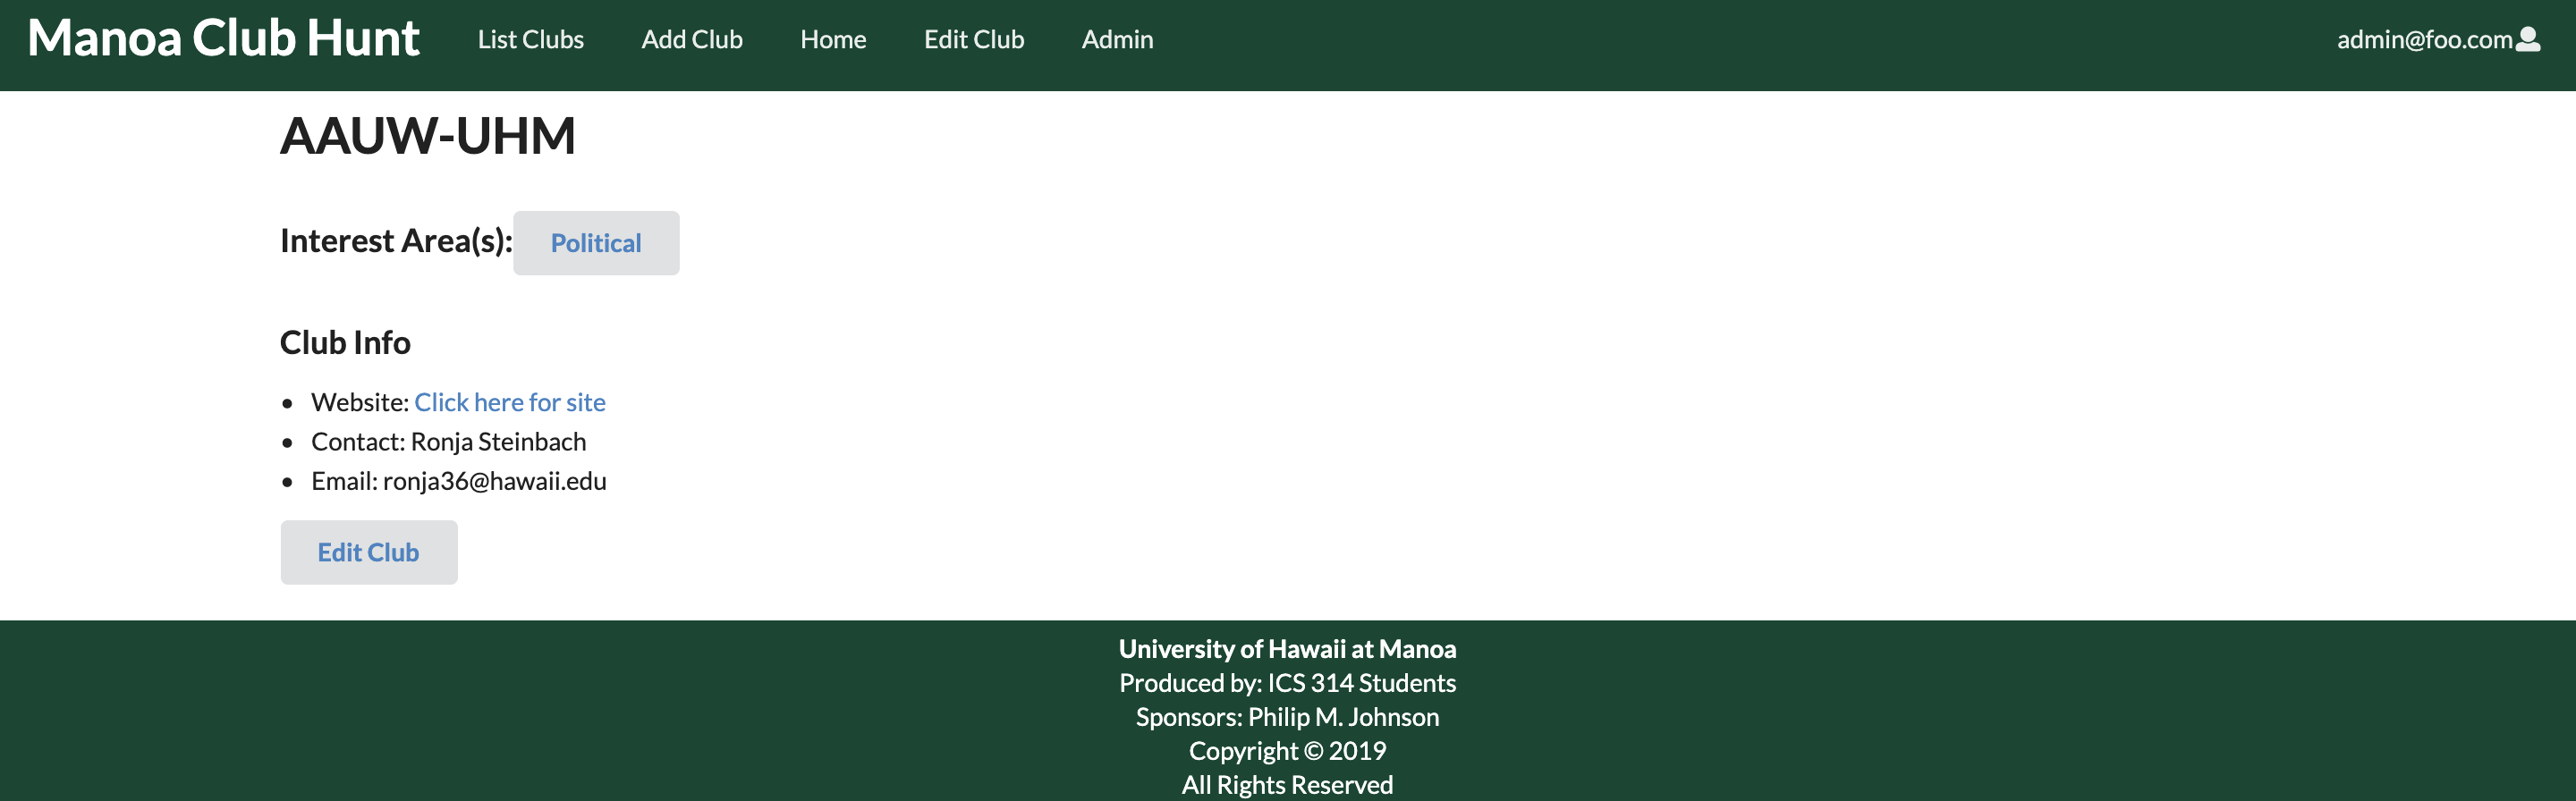 Manoa Club Hunt List Clubs Add Club Home Edit Club Admin admin@foo.com
AAUW-UHM
Interest Area(s): Political
Club Info
• Website: Click here for site
• Contact: Ronja Steinbach
• Email: ronja36@hawaii.edu
Edit Club
University of Hawaii at Manoa
Produced by: ICS 314 Students
Sponsors: Philip M. Johnson
Copyright © 2019
All Rights Reserved